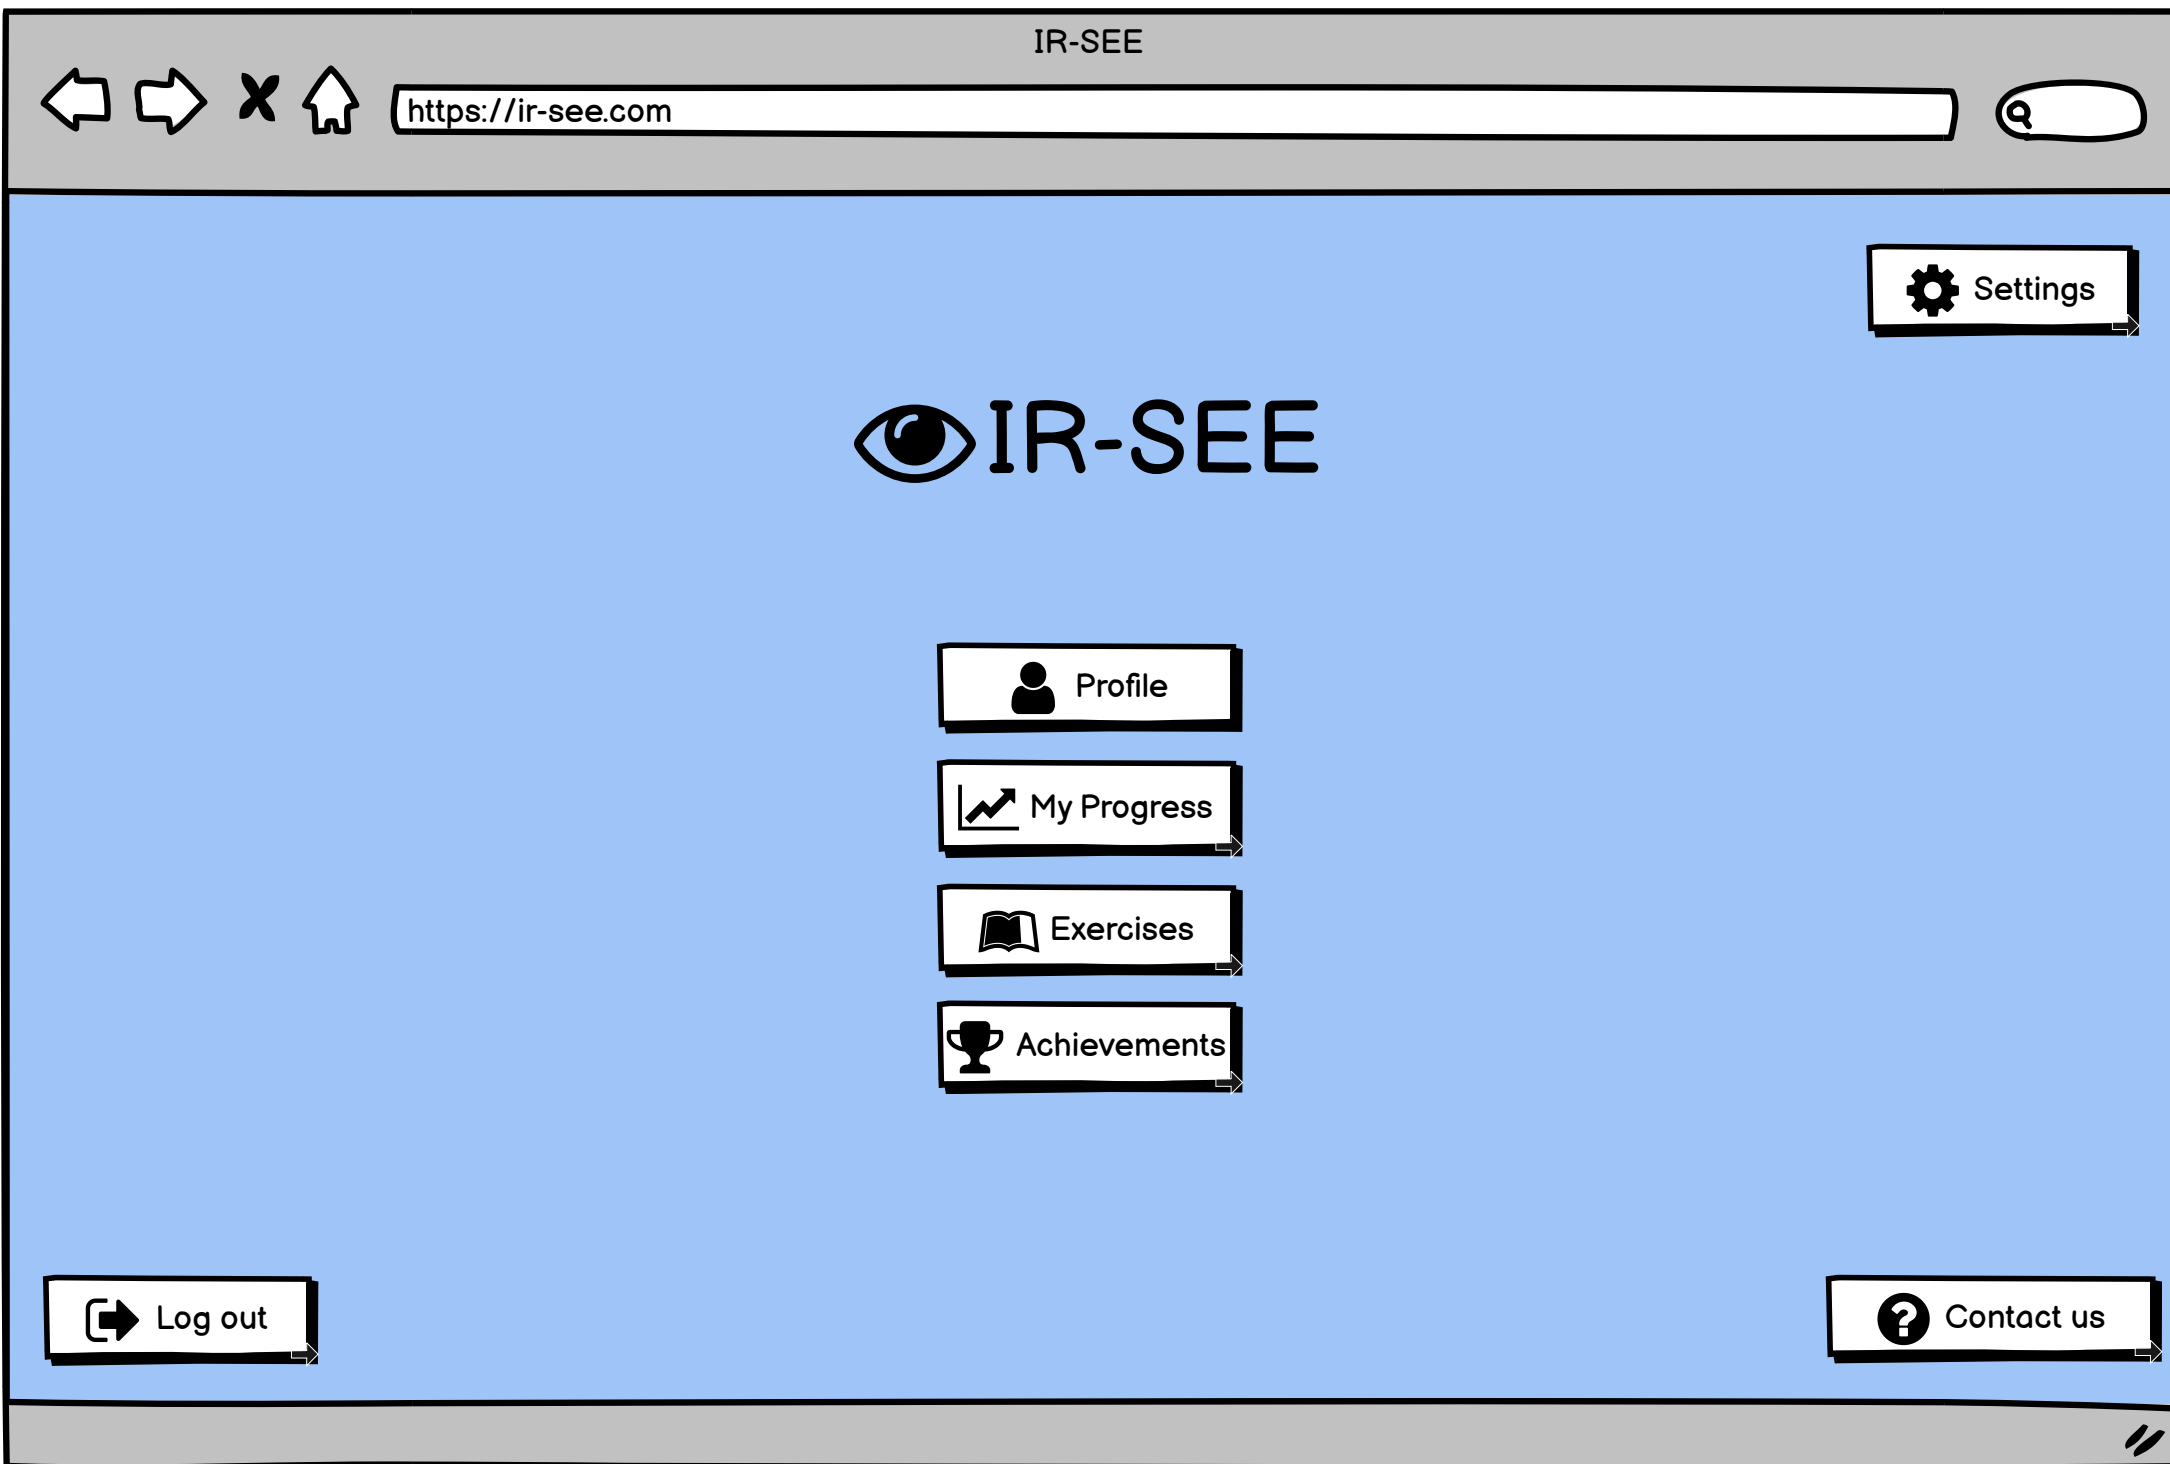 IR-SEE
https://ir-see.com
Settings
IR-SEE
Profile
My Progress
Exercises
Achievements
Log out
Contact us